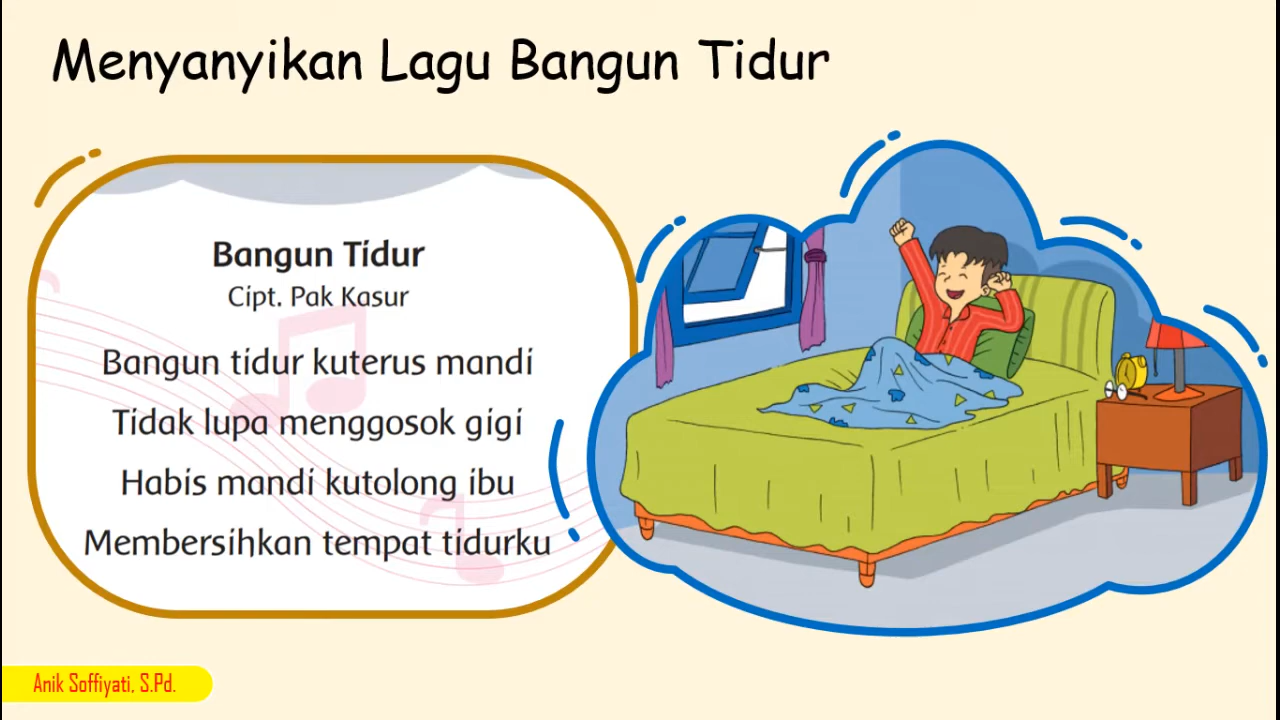 Menyanyikan Lagu Bangun Tidur
Bangun Tidur
Cipt. Pak Kasur
Bangun tidur kuterus mandi
Tidak lupa menggosok gigi
Habis mandi kutolong ibu
Membersihkan tempat tidurku
Anik Soffiyati, S.Pd.